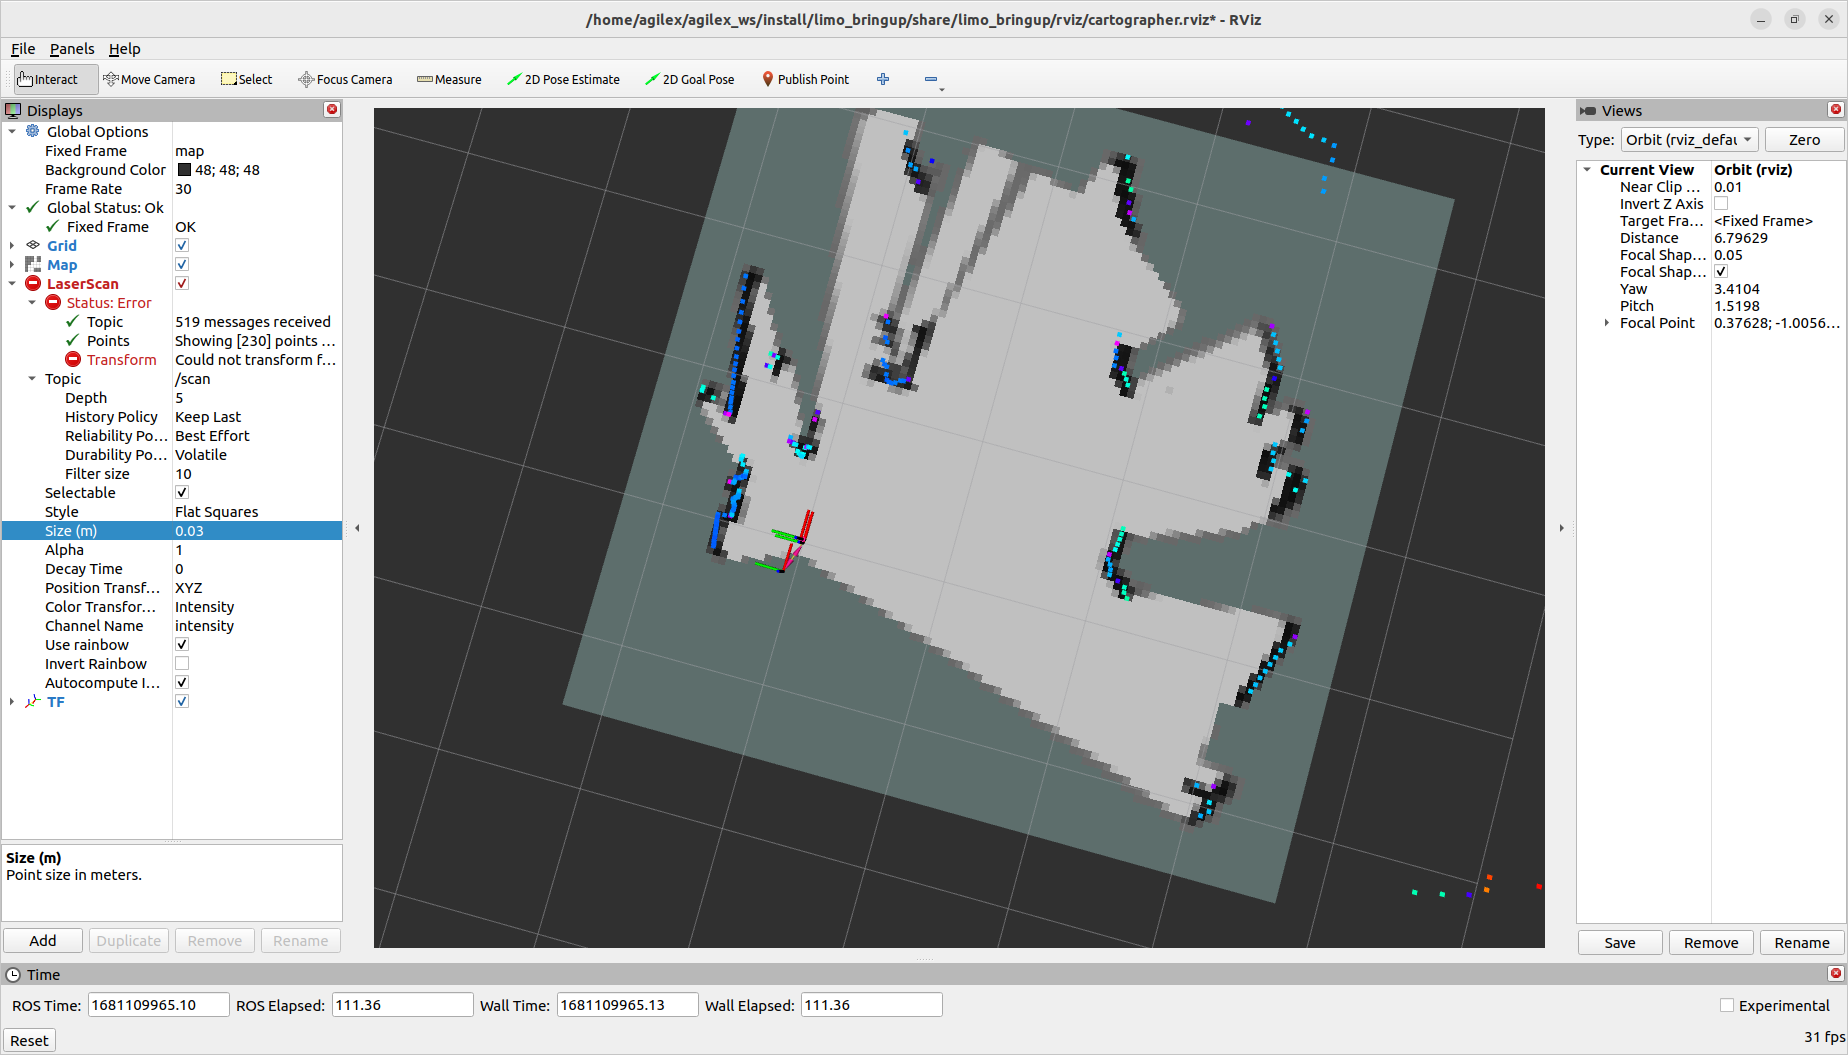 /home/agilex/agilex_ws/install/limo_bringup/share/limo_bringup/rviz/cartographer.rviz* - RViz
File Panels Help
Interact Move Camera Select Focus Camera Measure 2D Pose Estimate 2D Goal Pose Publish Point
Displays
Global Options
Fixed Frame map
Background Color 48; 48; 48
Frame Rate 30
Global Status: Ok
Fixed Frame OK
Grid
Map
LaserScan
Status: Error
Topic 519 messages received
Points Showing [230] points ...
Transform Could not transform f...
Topic /scan
Depth 5
History Policy Keep Last
Reliability Po... Best Effort
Durability Po... Volatile
Filter size 10
Selectable
Style Flat Squares
Size (m) 0.03
Alpha 1
Decay Time 0
Position Transf... XYZ
Color Transfor... Intensity
Channel Name intensity
Use rainbow
Invert Rainbow
Autocompute I...
TF
Size (m)
Point size in meters.
Add Duplicate Remove Rename
Views
Type: Orbit (rviz_defau Zero
Current View Orbit (rviz)
Near Clip ... 0.01
Invert Z Axis
Target Fra... <Fixed Frame>
Distance 6.79629
Focal Shap... 0.05
Focal Shap...
Yaw 3.4104
Pitch 1.5198
Focal Point 0.37628; -1.0056...
Save Remove Rename
Time
ROS Time: 1681109965.10 ROS Elapsed: 111.36 Wall Time: 1681109965.13 Wall Elapsed: 111.36 Experimental
Reset 31 fps